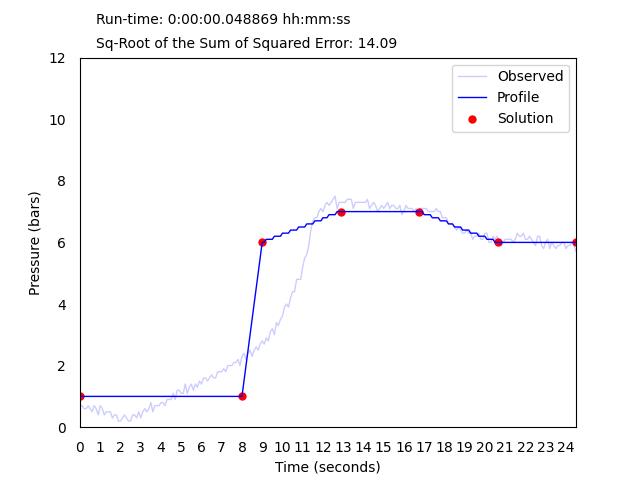 Run-time: 0:00:00.048869 hh:mm:ss
Sq-Root of the Sum of Squared Error: 14.09
12
10
8
6
4
2
0
Pressure (bars)
Observed
Profile
Solution
0 1 2 3 4 5 6 7 8 9 10 11 12 13 14 15 16 17 18 19 20 21 22 23 24
Time (seconds)